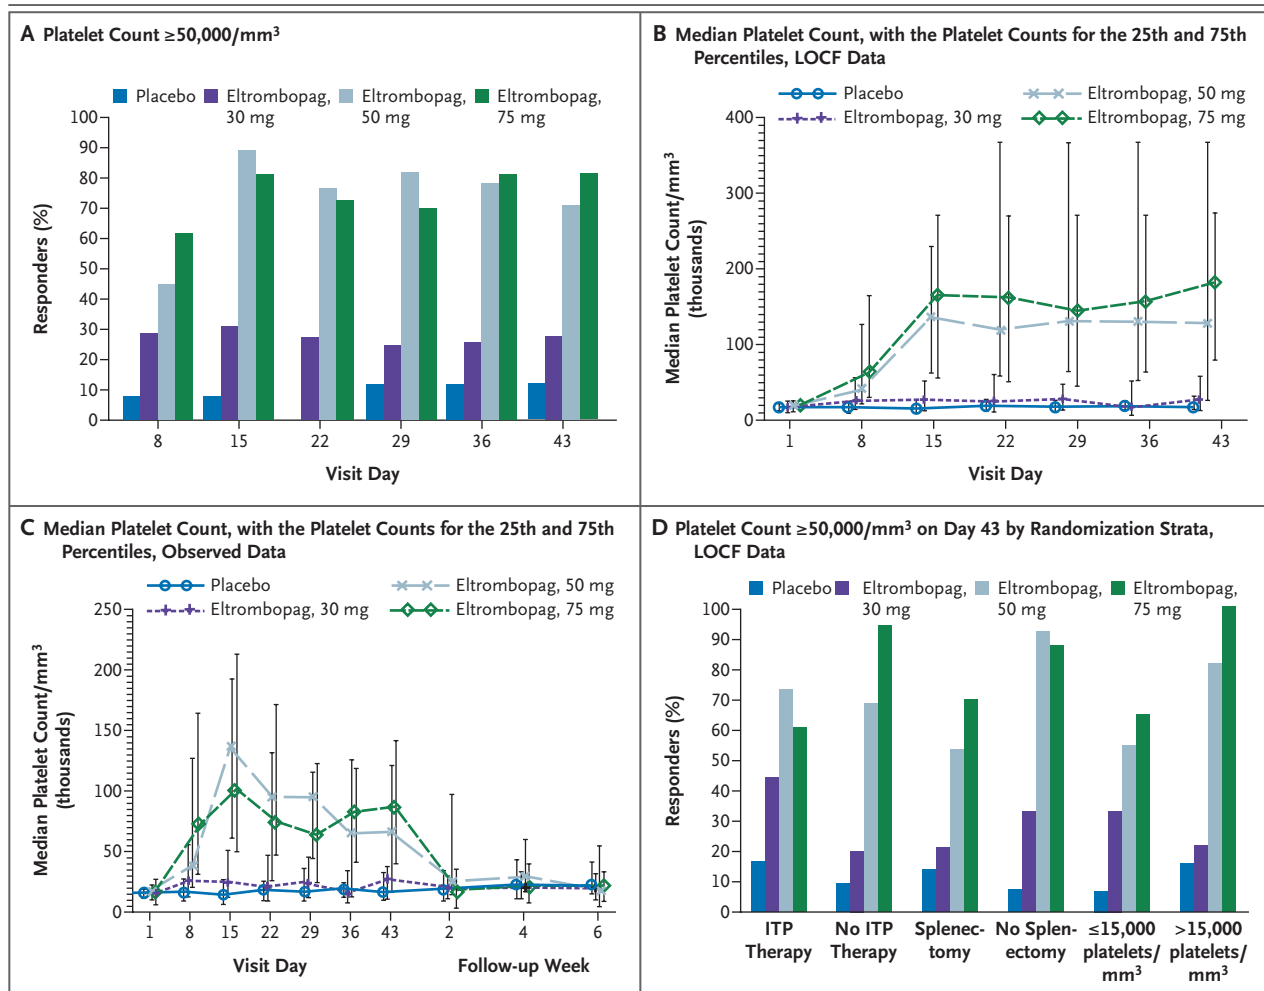 A Platelet Count ≥50,000/mm³
Placebo
Eltrombopag, 30 mg
Eltrombopag, 50 mg
Eltrombopag, 75 mg
100
90
80
70
60
50
40
30
20
10
0
Responders (%)
8 15 22 29 36 43
Visit Day
B Median Platelet Count, with the Platelet Counts for the 25th and 75th
Percentiles, LOCF Data
Placebo
Eltrombopag, 30 mg
Eltrombopag, 50 mg
Eltrombopag, 75 mg
400
300
200
100
0
Median Platelet Count/mm³
(thousands)
1 8 15 22 29 36 43
Visit Day
C Median Platelet Count, with the Platelet Counts for the 25th and 75th
Percentiles, Observed Data
Placebo
Eltrombopag, 30 mg
Eltrombopag, 50 mg
Eltrombopag, 75 mg
250
200
150
100
50
0
Median Platelet Count/mm³
(thousands)
1 8 15 22 29 36 43 2 4 6
Visit Day
Follow-up Week
D Platelet Count ≥50,000/mm³ on Day 43 by Randomization Strata,
LOCF Data
Placebo
Eltrombopag, 30 mg
Eltrombopag, 50 mg
Eltrombopag, 75 mg
100
90
80
70
60
50
40
30
20
10
0
Responders (%)
ITP
Therapy
No ITP
Therapy
Splenec-
tomy
No Splen-
ectomy
≤15,000
platelets/
mm³
>15,000
platelets/
mm³